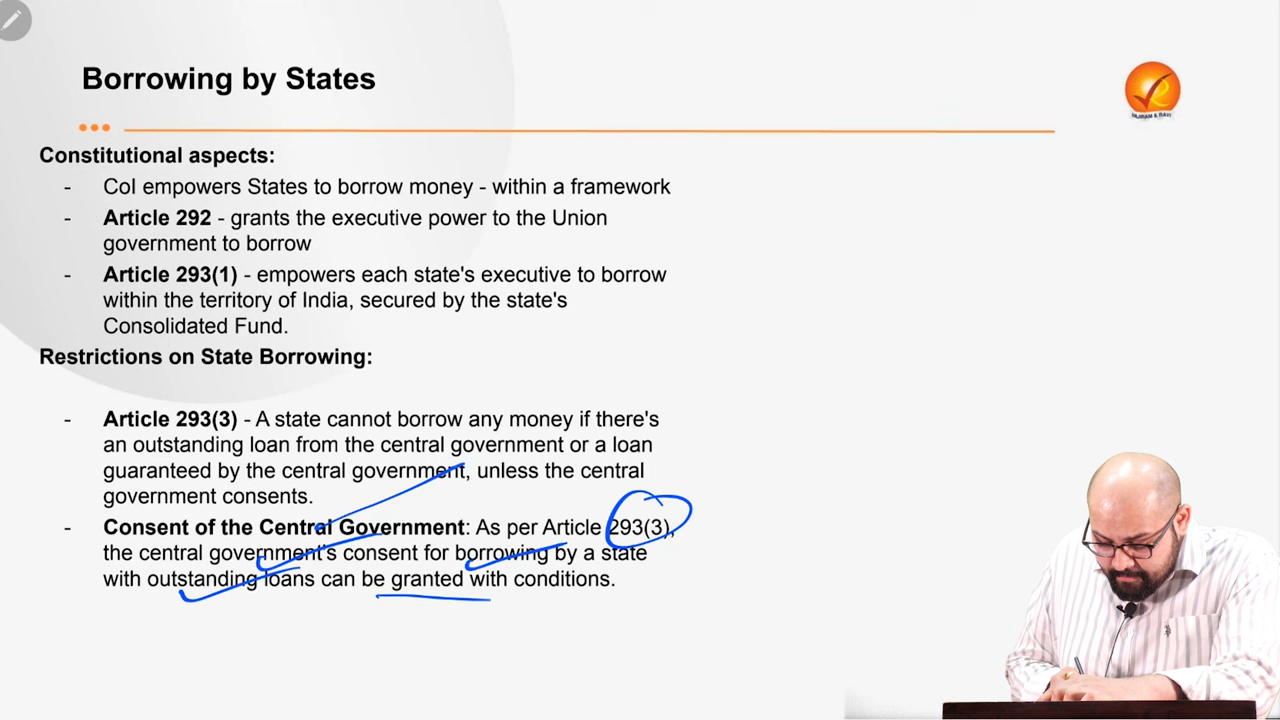 Borrowing by States
VAJIRAM & RAVI
Constitutional aspects:
- CoI empowers States to borrow money - within a framework
- Article 292 - grants the executive power to the Union
government to borrow
- Article 293(1) - empowers each state's executive to borrow
within the territory of India, secured by the state's
Consolidated Fund.
Restrictions on State Borrowing:
- Article 293(3) - A state cannot borrow any money if there's
an outstanding loan from the central government or a loan
guaranteed by the central government, unless the central
government consents.
- Consent of the Central Government: As per Article 293(3),
the central government's consent for borrowing by a state
with outstanding loans can be granted with conditions.